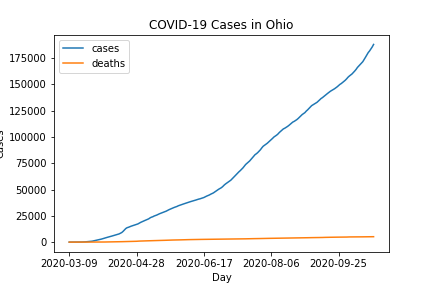 COVID-19 Cases in Ohio
cases
deaths
175000
150000
125000
100000
75000
50000
25000
0
cases
2020-03-09 2020-04-28 2020-06-17 2020-08-06 2020-09-25
Day